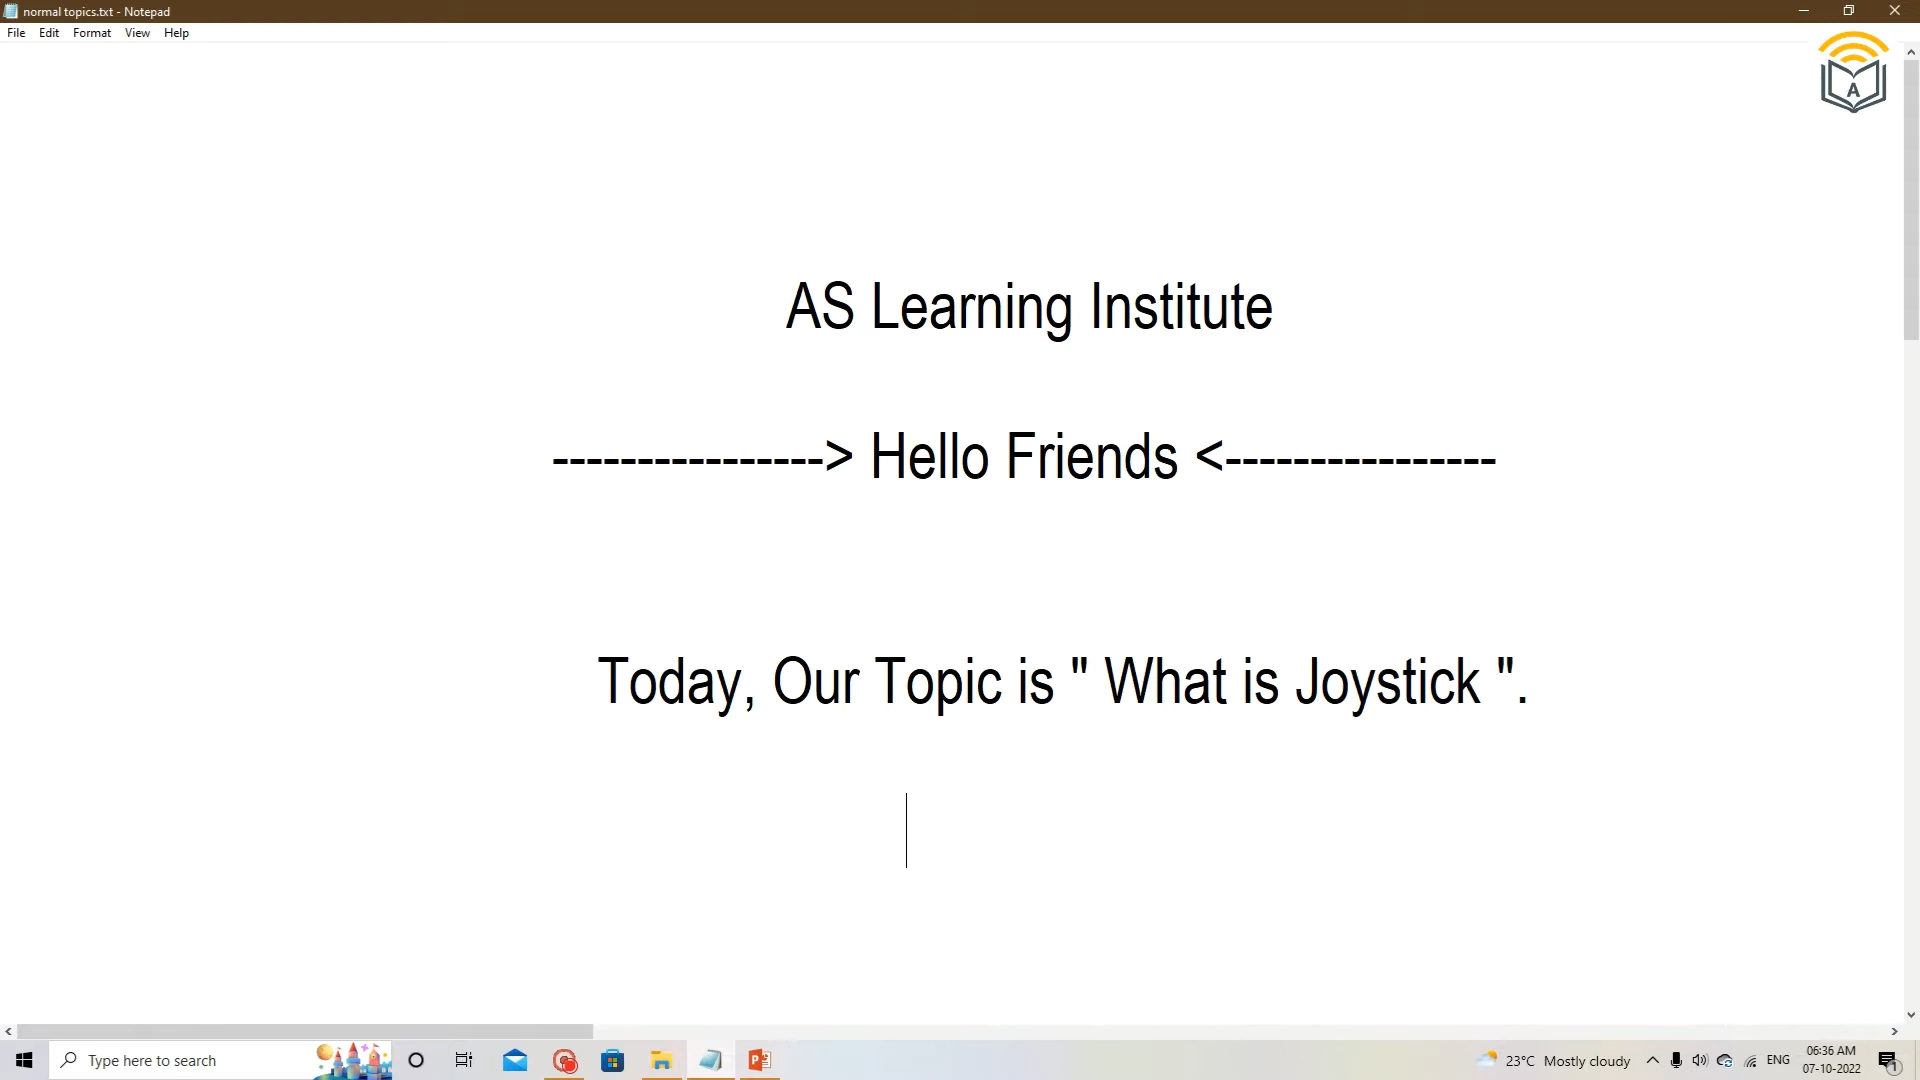 normal topics.txt - Notepad
File Edit Format View Help
A
AS Learning Institute
----------------> Hello Friends <----------------
Today, Our Topic is " What is Joystick ".
Type here to search
23°C Mostly cloudy
ENG
06:36 AM
07-10-2022
1